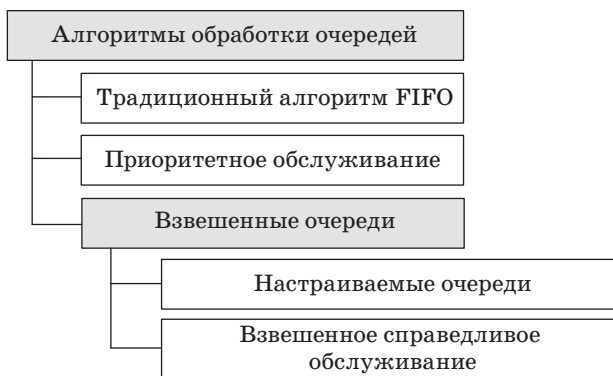 Алгоритмы обработки очередей
Традиционный алгоритм FIFO
Приоритетное обслуживание
Взвешенные очереди
Настраиваемые очереди
Взвешенное справедливое
обслуживание